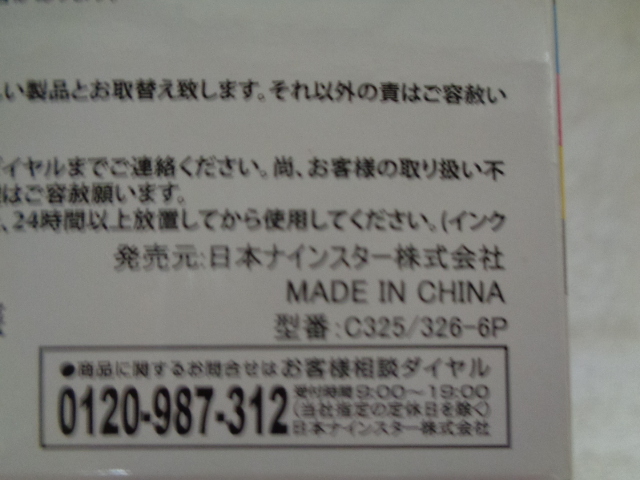 い製品とお取替え致します。それ以外の責はご容赦い
イヤルまでご連絡ください。尚、お客様の取り扱い不
はご容赦願います。
、24時間以上放置してから使用してください。(インク
発売元:日本ナインスター株式会社
MADE IN CHINA
型番:C325/326-6P
●商品に関するお問合せは お客様相談ダイヤル
0120-987-312
受付時間9:00〜19:00
(当社指定の定休日を除く)
日本ナインスター株式会社